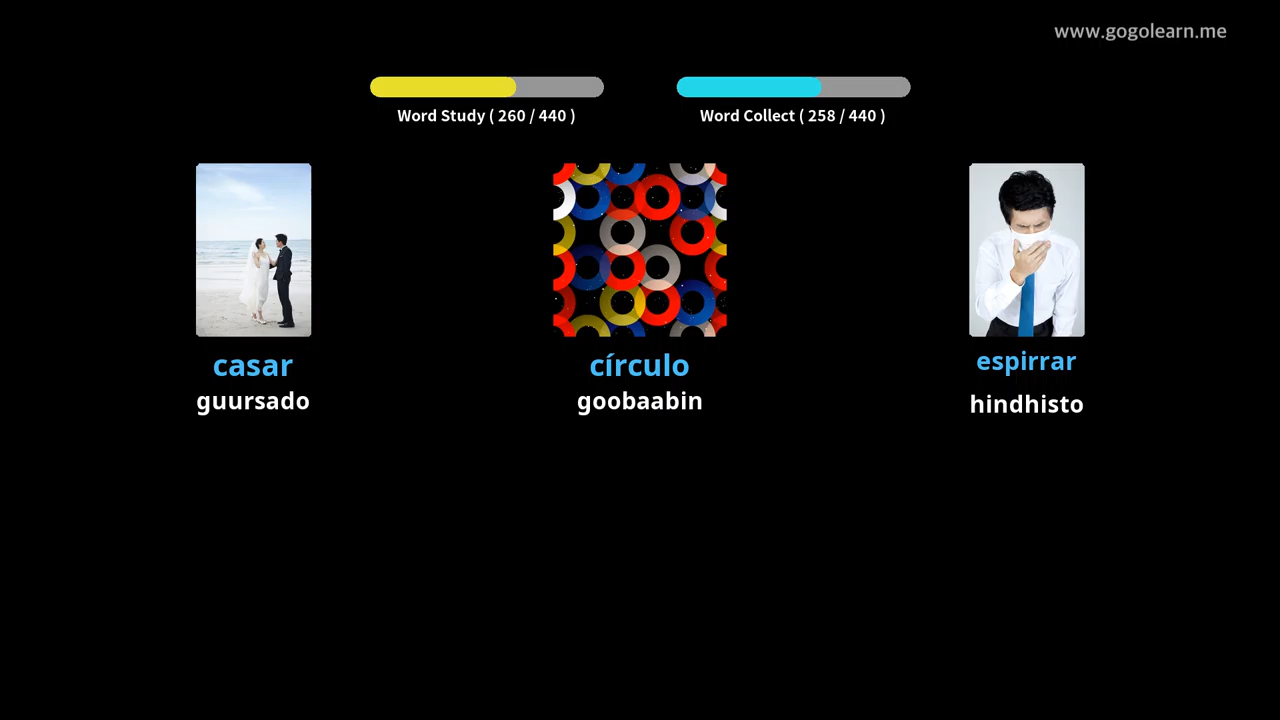 www.gogolearn.me
Word Study ( 260 / 440 )
Word Collect ( 258 / 440 )
casar
guursado
círculo
goobaabin
espirrar
hindhisto